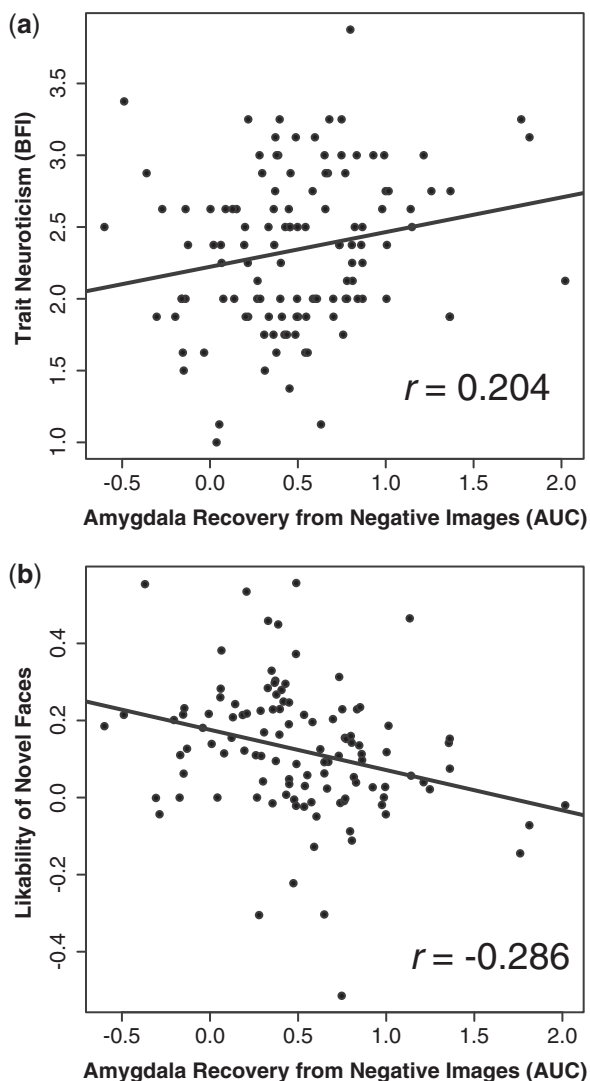 (a)
Trait Neuroticism (BFI)
3.5
3.0
2.5
2.0
1.5
1.0
r = 0.204
-0.5 0.0 0.5 1.0 1.5 2.0
Amygdala Recovery from Negative Images (AUC)
(b)
Likability of Novel Faces
0.4
0.2
0.0
-0.2
-0.4
r = -0.286
-0.5 0.0 0.5 1.0 1.5 2.0
Amygdala Recovery from Negative Images (AUC)